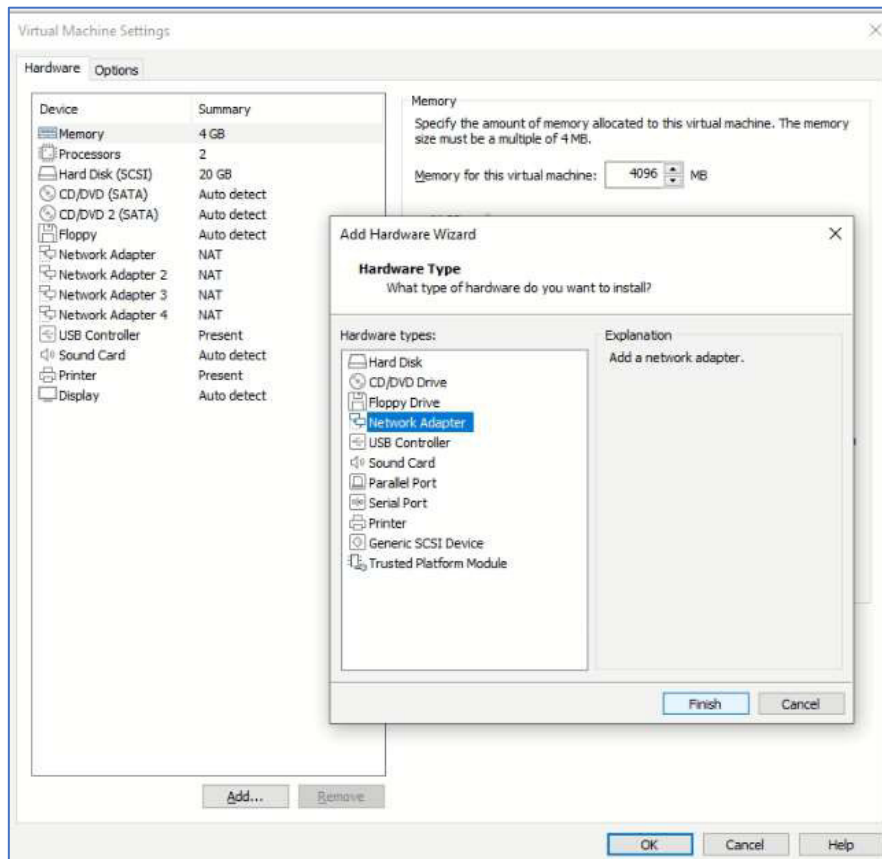 Virtual Machine Settings
Hardware Options
Device Summary
Memory 4 GB
Processors 2
Hard Disk (SCSI) 20 GB
CD/DVD (SATA) Auto detect
CD/DVD 2 (SATA) Auto detect
Floppy Auto detect
Network Adapter NAT
Network Adapter 2 NAT
Network Adapter 3 NAT
Network Adapter 4 NAT
USB Controller Present
Sound Card Auto detect
Printer Present
Display Auto detect
Add... Remove
Memory
Specify the amount of memory allocated to this virtual machine. The memory
size must be a multiple of 4 MB.
Memory for this virtual machine: 4096 MB
Add Hardware Wizard
Hardware Type
What type of hardware do you want to install?
Hardware types:
Hard Disk
CD/DVD Drive
Floppy Drive
Network Adapter
USB Controller
Sound Card
Parallel Port
Serial Port
Printer
Generic SCSI Device
Trusted Platform Module
Explanation
Add a network adapter.
Finish Cancel
OK Cancel Help